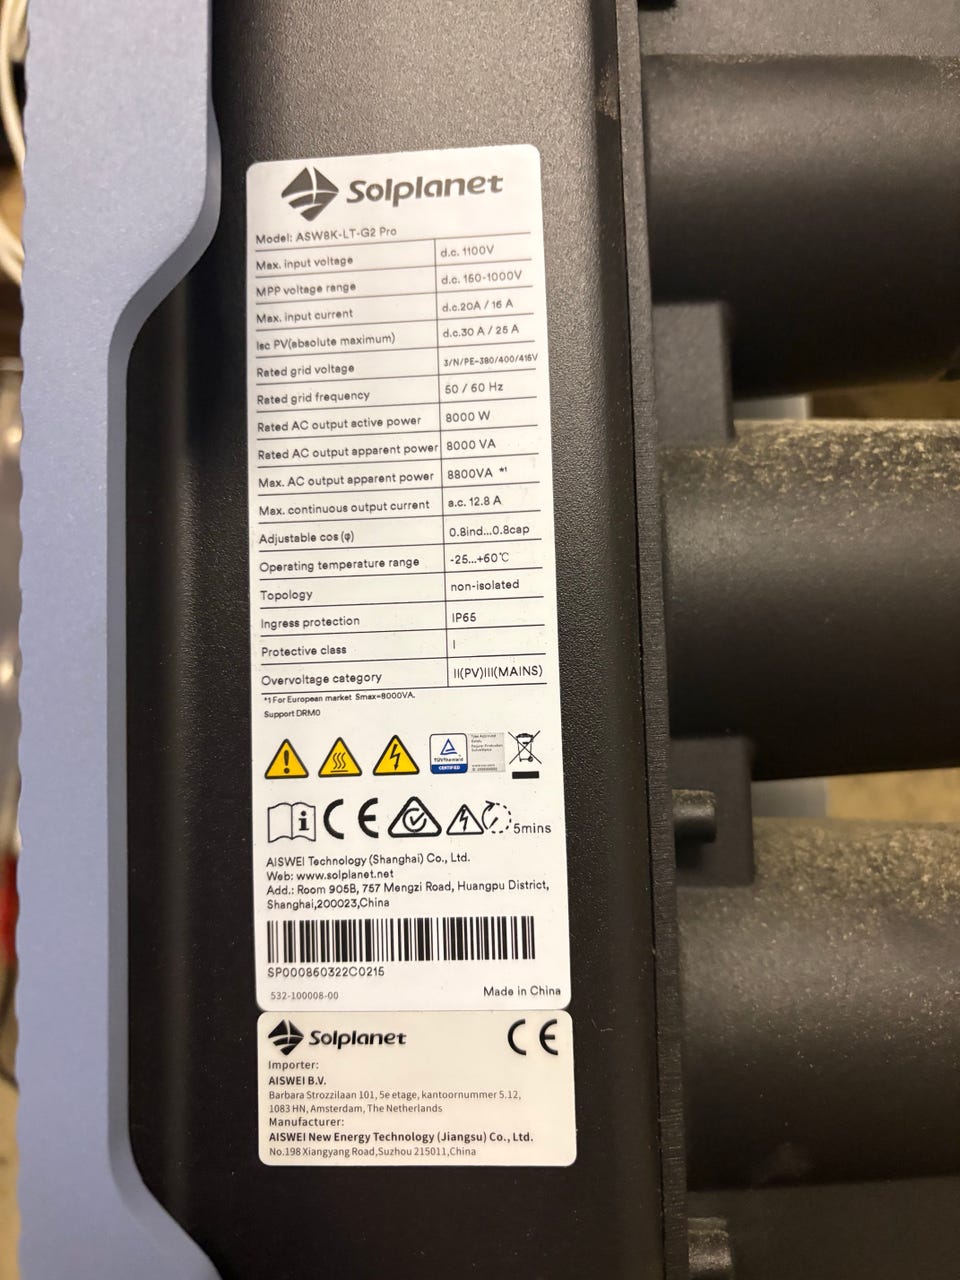 Solplanet
Model: ASW8K-LT-G2 Pro
Max. input voltage d.c. 1100V
MPP voltage range d.c. 160-1000V
Max. input current d.c.20A / 16 A
Isc PV(absolute maximum) d.c.30 A / 25 A
Rated grid voltage 3/N/PE~380/400/415V
Rated grid frequency 50 / 60 Hz
Rated AC output active power 8000 W
Rated AC output apparent power 8000 VA
Max. AC output apparent power 8800VA *1
Max. continuous output current a.c. 12.8 A
Adjustable cos (φ) 0.8ind...0.8cap
Operating temperature range -25...+60℃
Topology non-isolated
Ingress protection IP65
Protective class I
Overvoltage category II(PV)III(MAINS)
*1 For European market Smax=8000VA.
Support DRM0
TÜVRheinland
CERTIFIED
i CE 5mins
AISWEI Technology (Shanghai) Co., Ltd.
Web: www.solplanet.net
Add.: Room 905B, 757 Mengzi Road, Huangpu District,
Shanghai,200023,China
SP000860322C0215
532-100008-00 Made in China
Solplanet CE
Importer:
AISWEI B.V.
Barbara Strozzilaan 101, 5e etage, kantoornummer 5.12,
1083 HN, Amsterdam, The Netherlands
Manufacturer:
AISWEI New Energy Technology (Jiangsu) Co., Ltd.
No.198 Xiangyang Road,Suzhou 215011,China